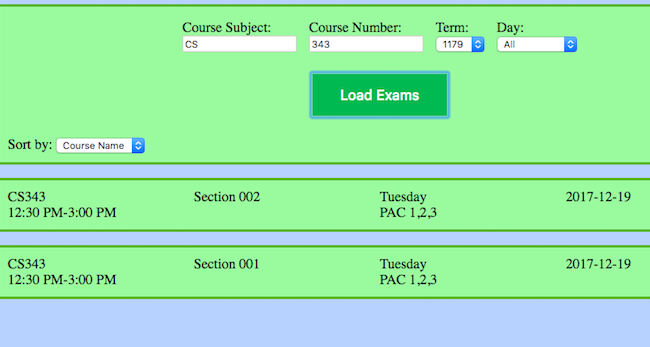 Course Subject: Course Number: Term: Day:
CS 343 1179 All
Load Exams
Sort by: Course Name
CS343 Section 002 Tuesday 2017-12-19
12:30 PM-3:00 PM PAC 1,2,3
CS343 Section 001 Tuesday 2017-12-19
12:30 PM-3:00 PM PAC 1,2,3